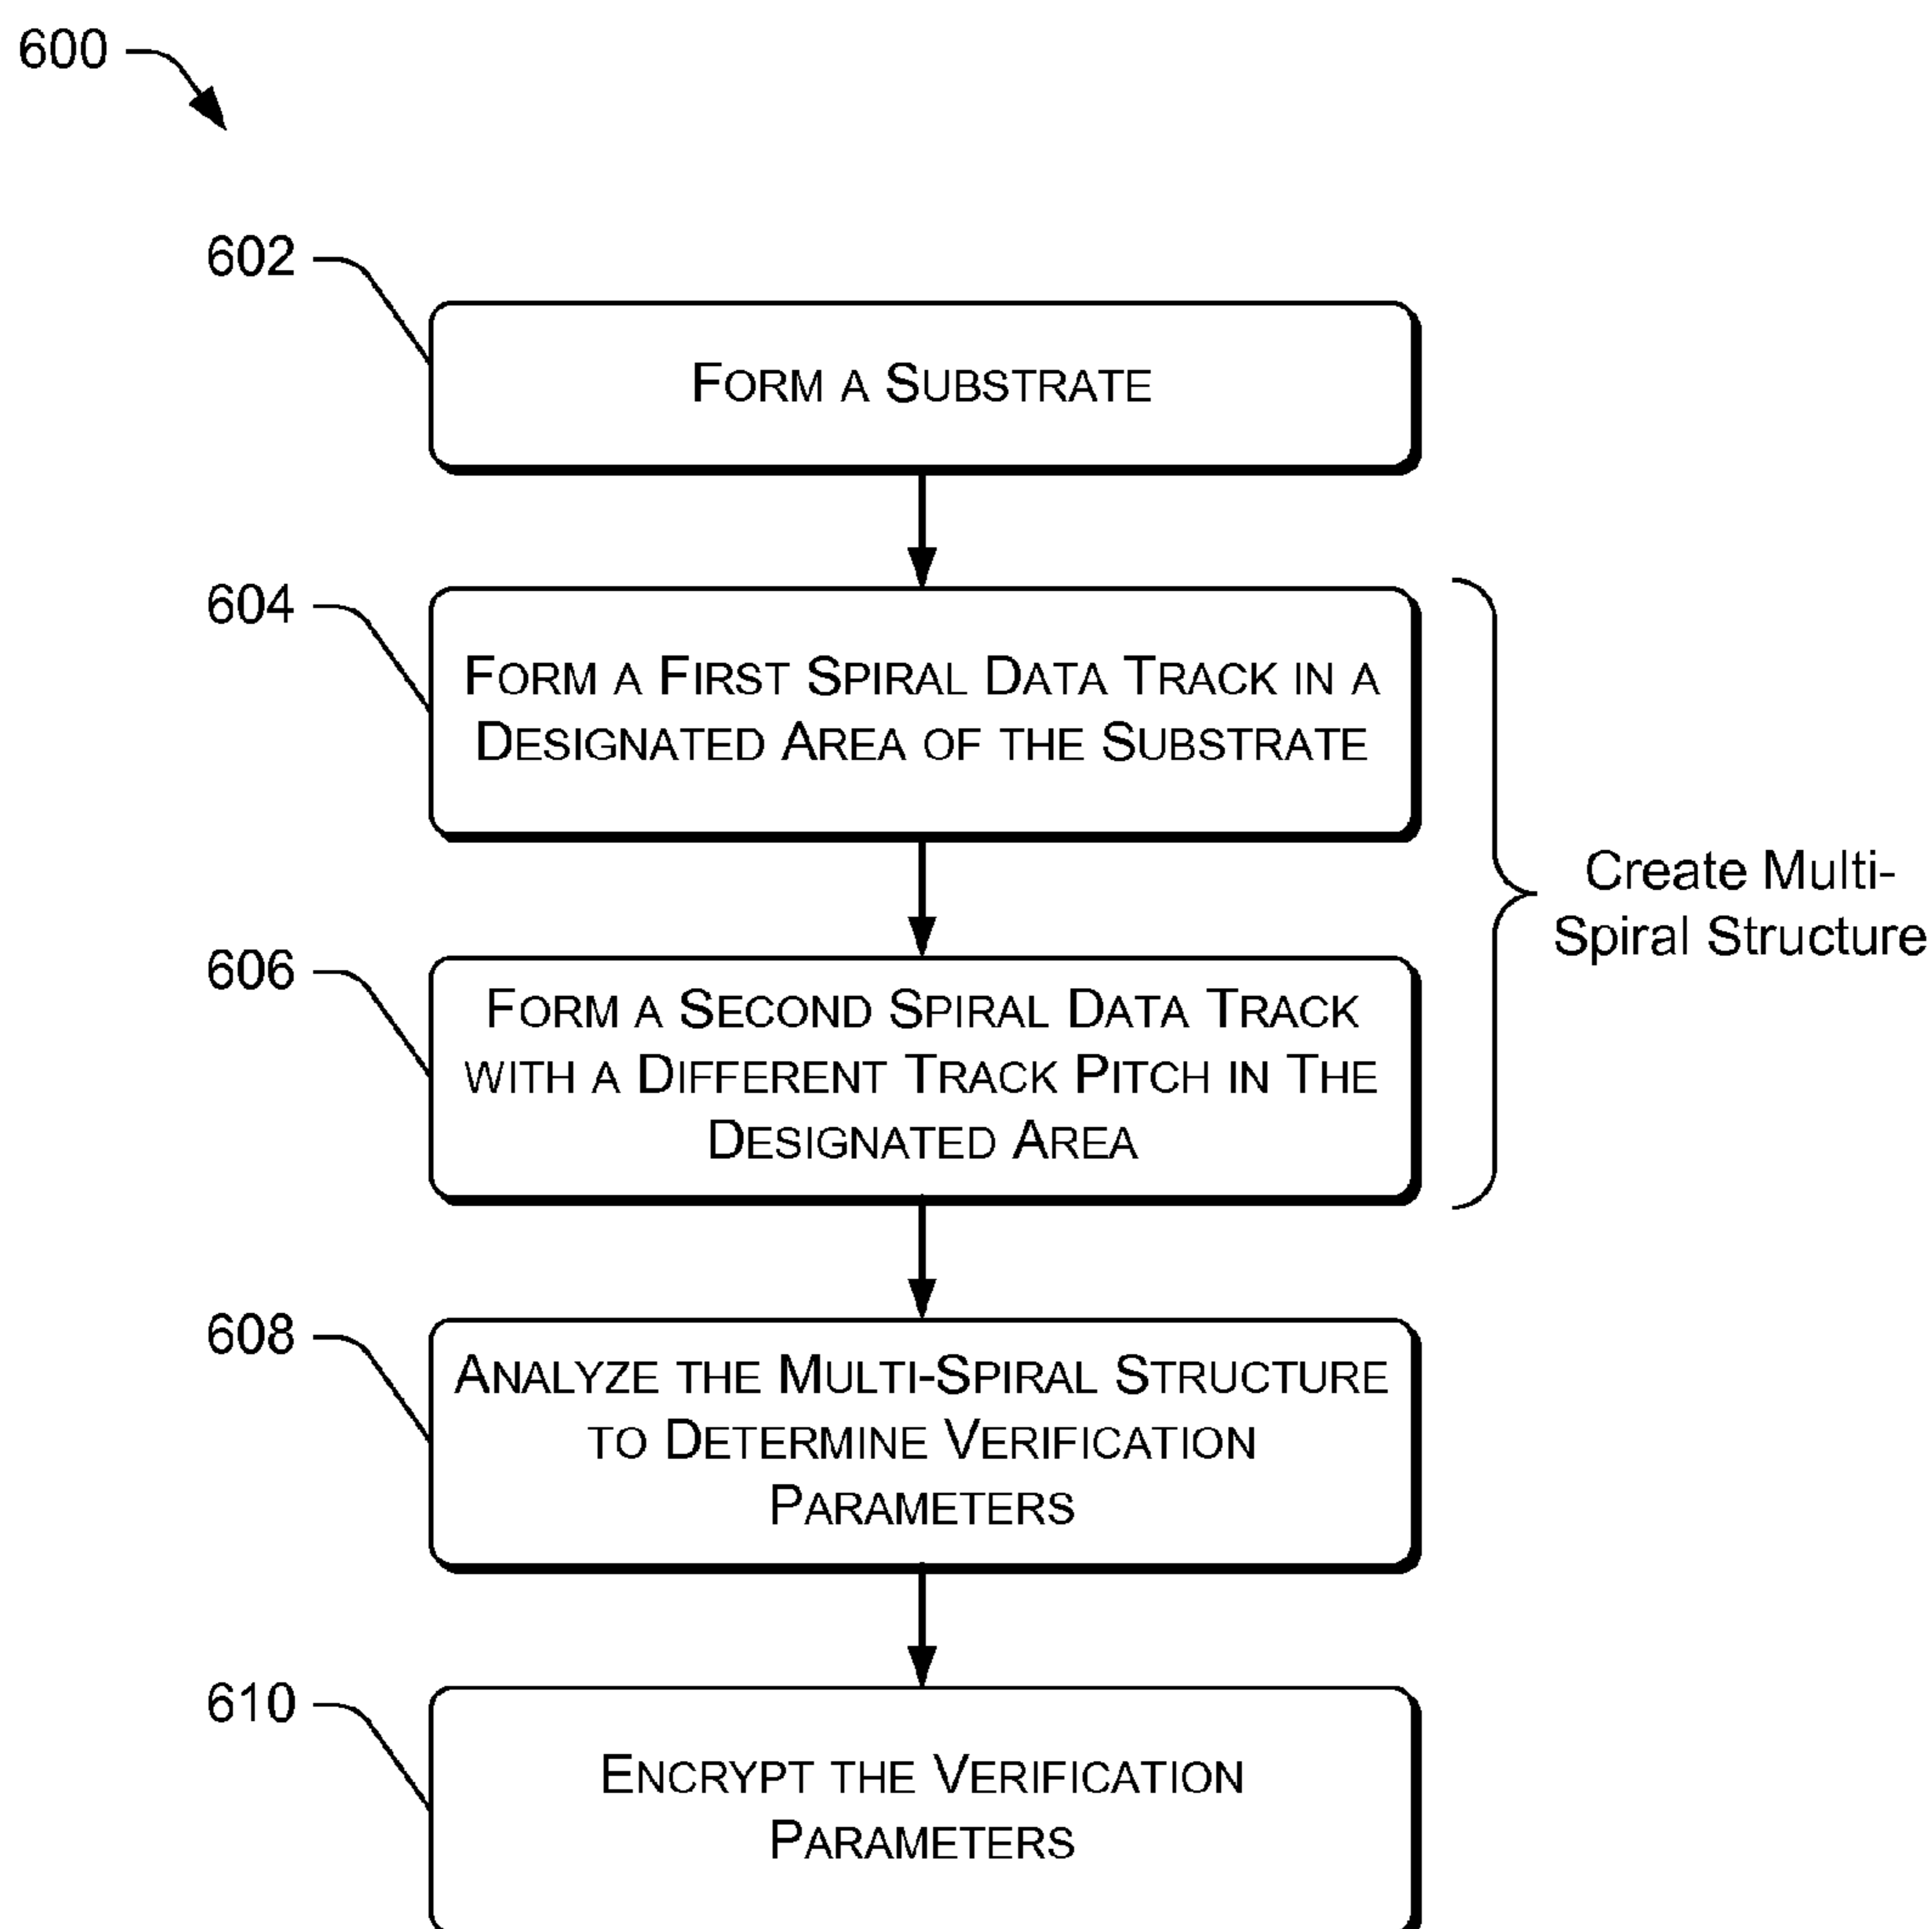 600
602
FORM A SUBSTRATE
604
FORM A FIRST SPIRAL DATA TRACK IN A
DESIGNATED AREA OF THE SUBSTRATE
Create Multi-
Spiral Structure
606
FORM A SECOND SPIRAL DATA TRACK
WITH A DIFFERENT TRACK PITCH IN THE
DESIGNATED AREA
608
ANALYZE THE MULTI-SPIRAL STRUCTURE
TO DETERMINE VERIFICATION
PARAMETERS
610
ENCRYPT THE VERIFICATION
PARAMETERS